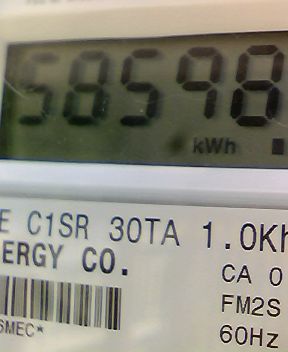 58598
kWh
E C1SR 30TA 1.0Kh
ERGY CO.
CA 0
FM2S
SMEC*
60Hz